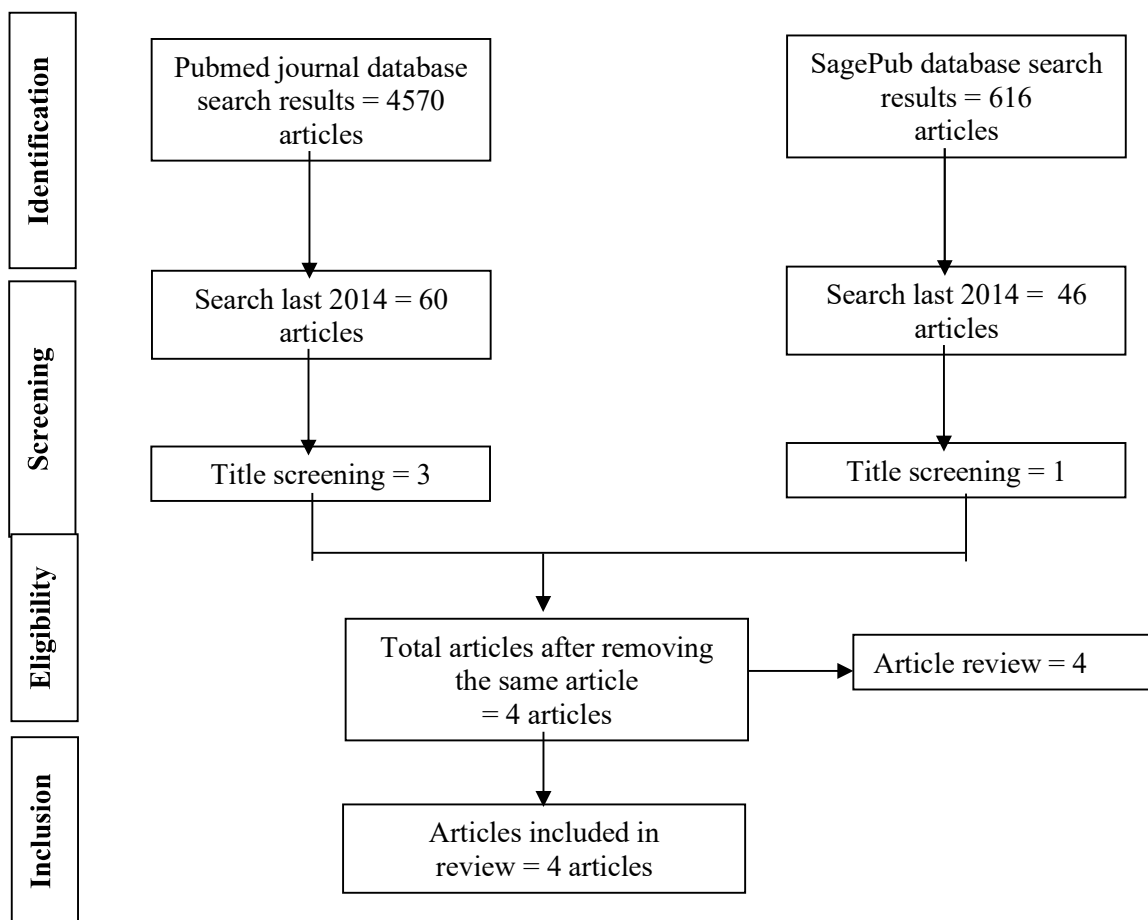 Identification
Pubmed journal database
search results = 4570
articles
SagePub database search
results = 616
articles
Screening
Search last 2014 = 60
articles
Search last 2014 = 46
articles
Title screening = 3
Title screening = 1
Eligibility
Total articles after removing
the same article
= 4 articles
Article review = 4
Inclusion
Articles included in
review = 4 articles